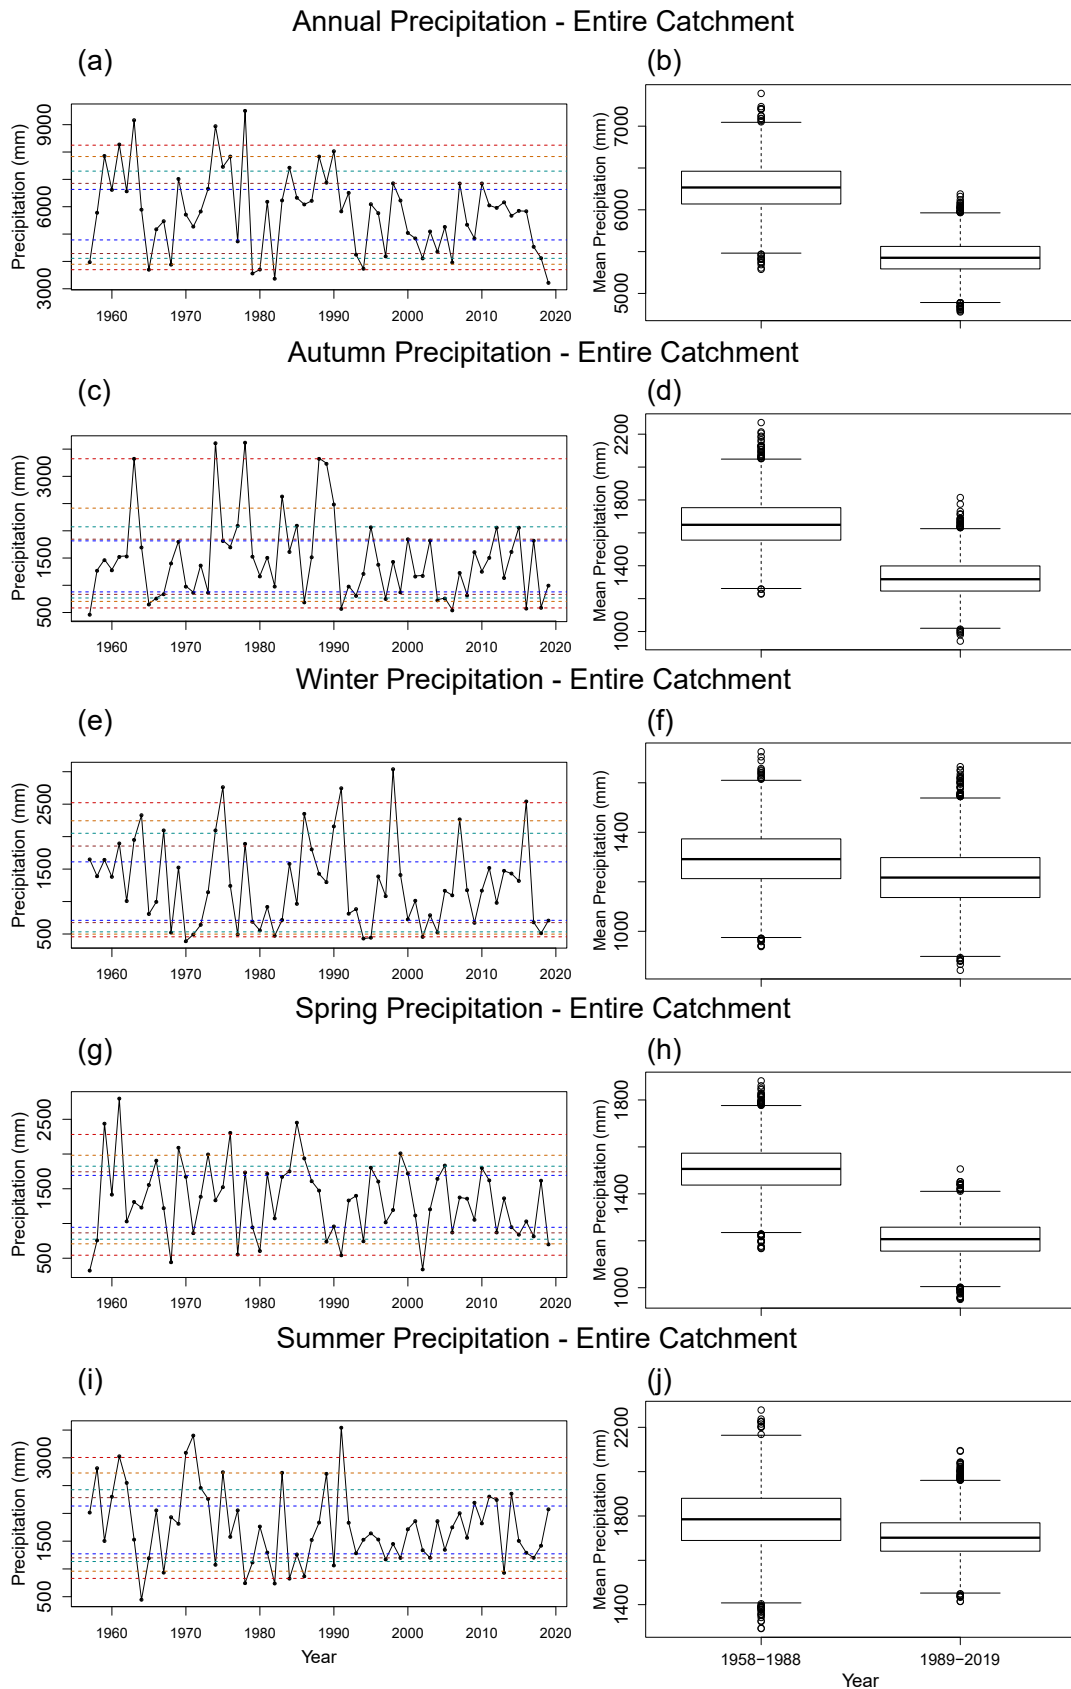 Annual Precipitation - Entire Catchment
(a)
(b)
Precipitation (mm)
9000
6000
3000
1960 1970 1980 1990 2000 2010 2020
Mean Precipitation (mm)
7000
6000
5000
Autumn Precipitation - Entire Catchment
(c)
(d)
Precipitation (mm)
3000
1500
500
1960 1970 1980 1990 2000 2010 2020
Mean Precipitation (mm)
2200
1800
1400
1000
Winter Precipitation - Entire Catchment
(e)
(f)
Precipitation (mm)
2500
1500
500
1960 1970 1980 1990 2000 2010 2020
Mean Precipitation (mm)
1400
1000
Spring Precipitation - Entire Catchment
(g)
(h)
Precipitation (mm)
2500
1500
500
1960 1970 1980 1990 2000 2010 2020
Mean Precipitation (mm)
1800
1400
1000
Summer Precipitation - Entire Catchment
(i)
(j)
Precipitation (mm)
3000
1500
500
1960 1970 1980 1990 2000 2010 2020
Year
Mean Precipitation (mm)
2200
1800
1400
1958−1988 1989−2019
Year